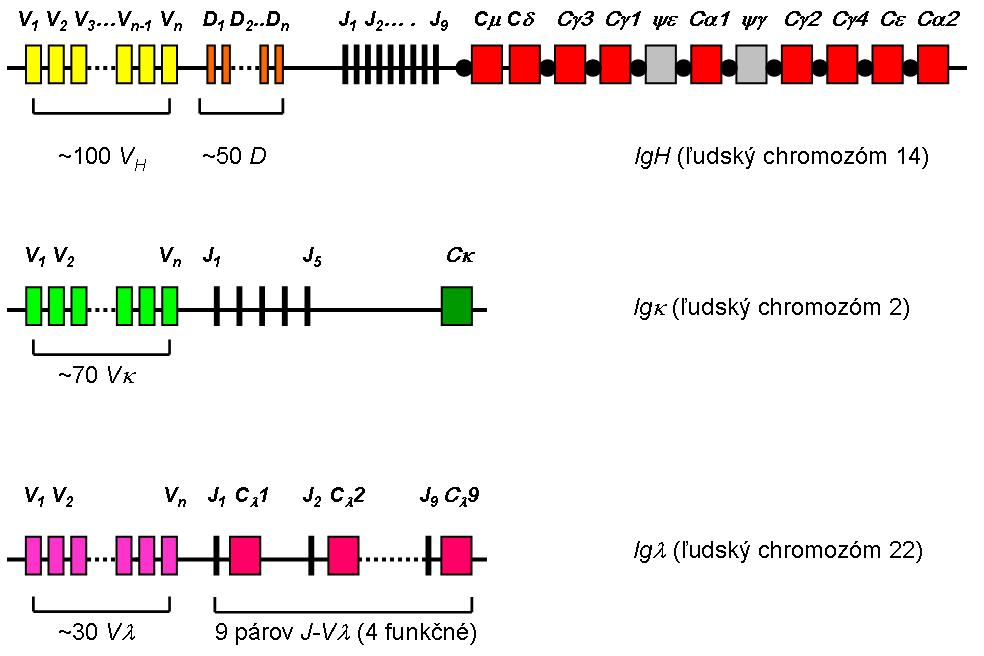 V1 V2 V3...Vn-1 Vn D1 D2..Dn J1 J2... . J9 Cμ Cδ Cγ3 Cγ1 ψε Cα1 ψγ Cγ2 Cγ4 Cε Cα2
~100 VH ~50 D IgH (ľudský chromozóm 14)
V1 V2 Vn J1 J5 Cκ
Igκ (ľudský chromozóm 2)
~70 Vκ
V1 V2 Vn J1 Cλ1 J2 Cλ2 J9 Cλ9
Igλ (ľudský chromozóm 22)
~30 Vλ 9 párov J-Vλ (4 funkčné)